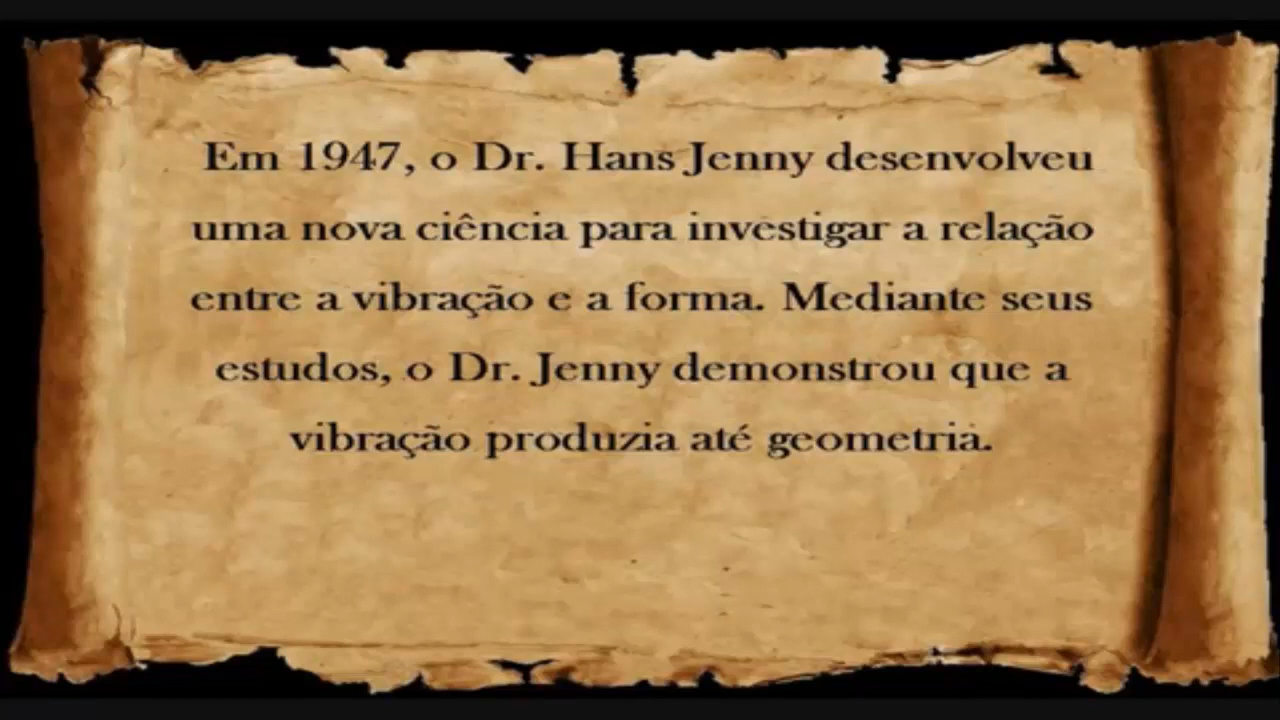 Em 1947, o Dr. Hans Jenny desenvolveu
uma nova ciência para investigar a relação
entre a vibração e a forma. Mediante seus
estudos, o Dr. Jenny demonstrou que a
vibração produzia até geometria.